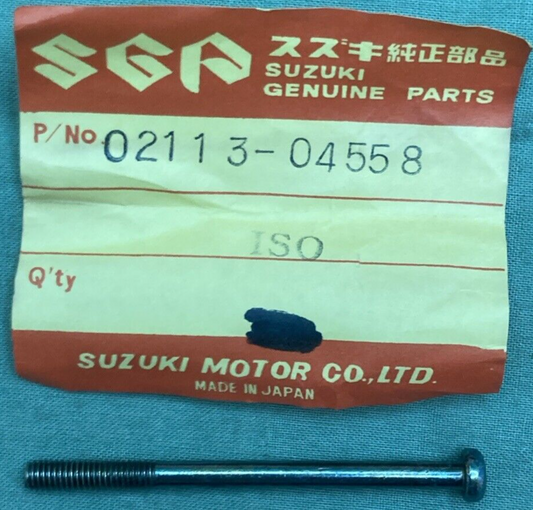 SGP スズキ純正部品
SUZUKI
GENUINE PARTS
P/No. 02113-04558
ISO
Q'ty
SUZUKI MOTOR CO.,LTD.
MADE IN JAPAN